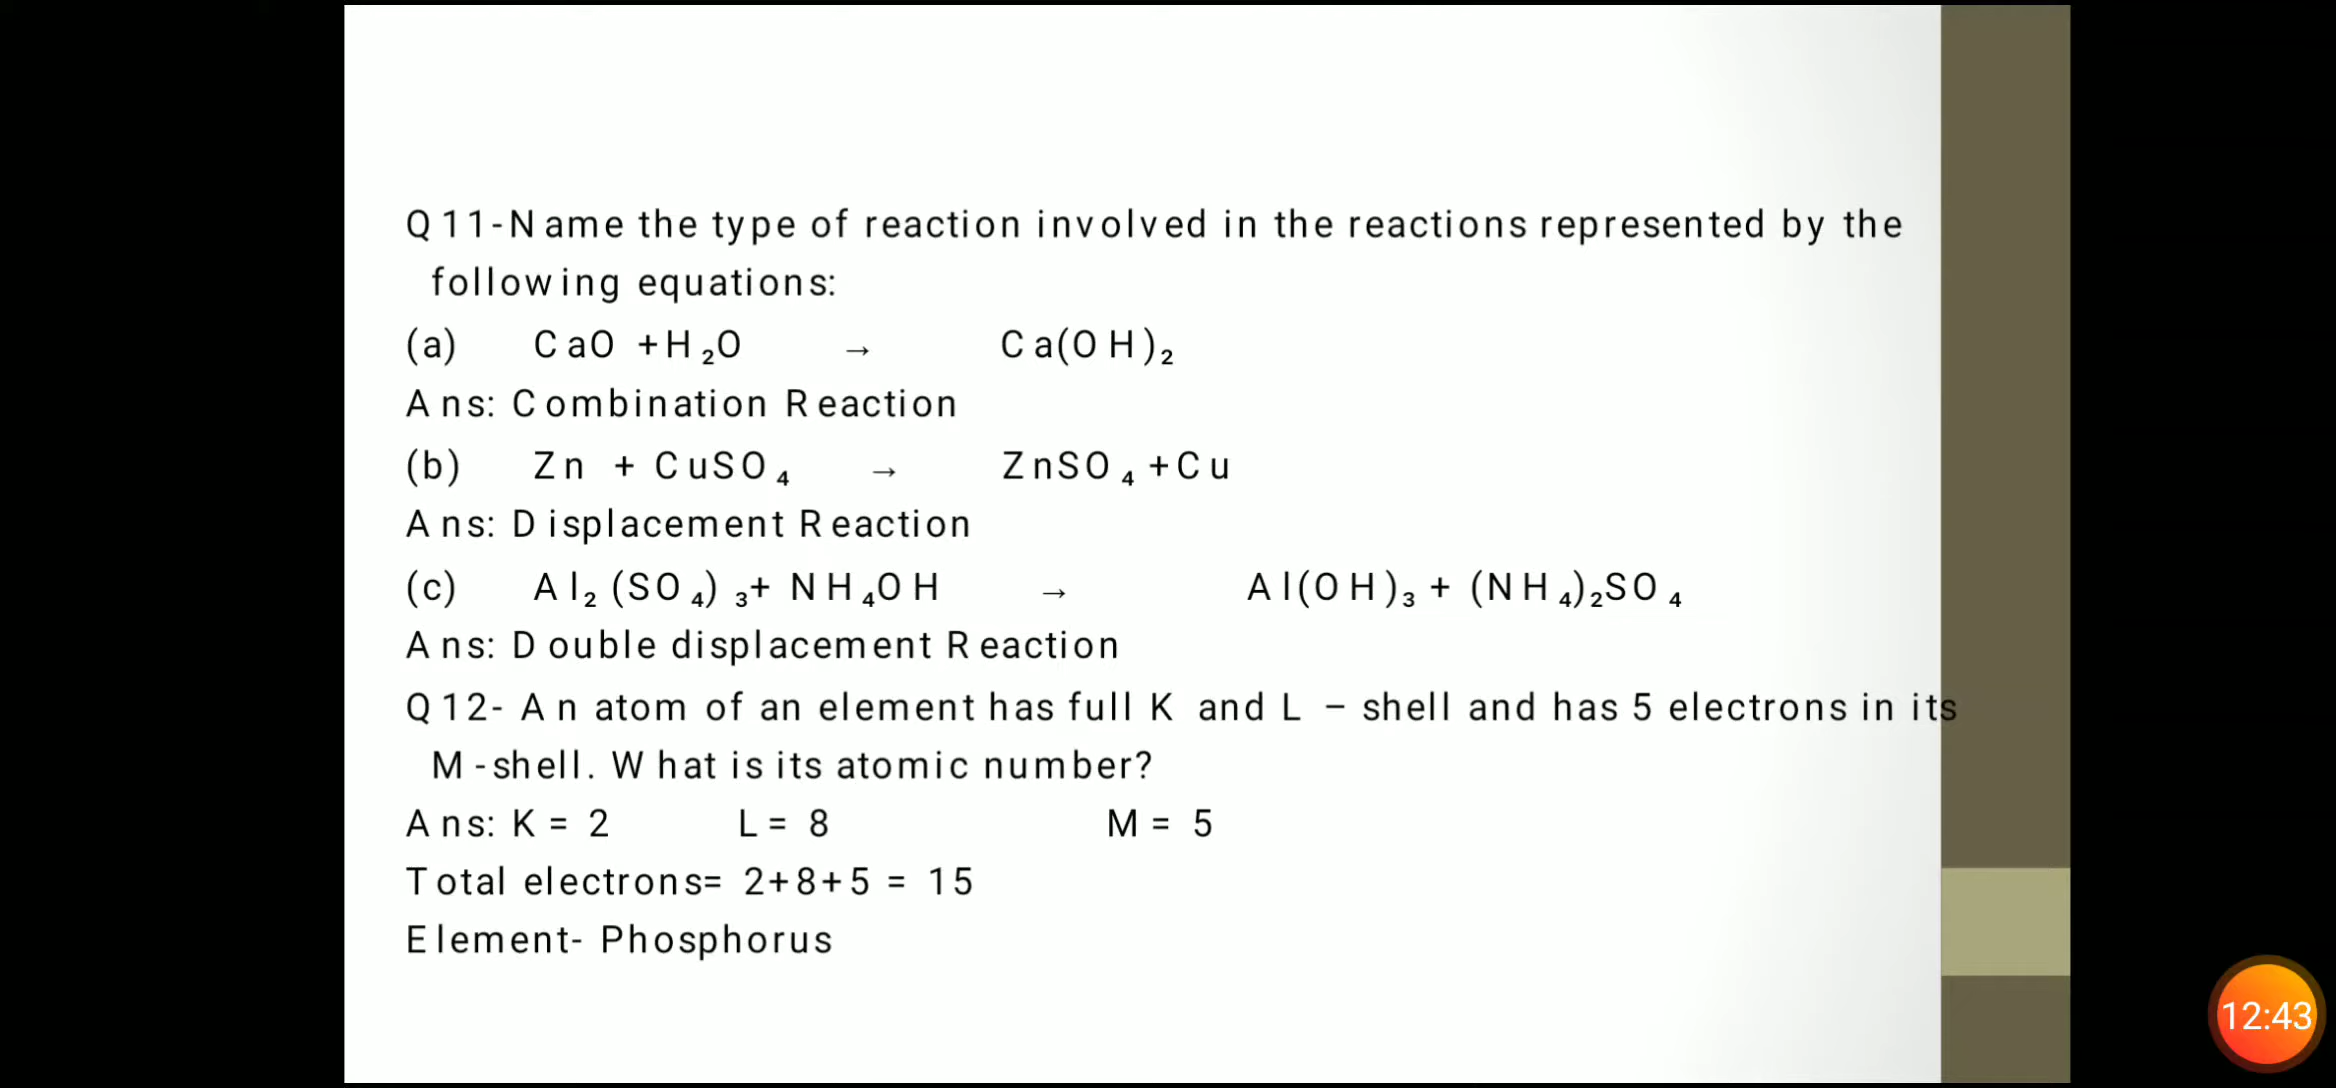 Q11-Name the type of reaction involved in the reactions represented by the
following equations:
(a) CaO +H₂O → Ca(OH)₂
Ans: Combination Reaction
(b) Zn + CuSO₄ → ZnSO₄ +Cu
Ans: Displacement Reaction
(c) Al₂ (SO₄) ₃+ NH₄OH → Al(OH)₃ + (NH₄)₂SO₄
Ans: Double displacement Reaction
Q12- An atom of an element has full K and L – shell and has 5 electrons in its
M-shell. What is its atomic number?
Ans: K = 2 L = 8 M = 5
Total electrons= 2+8+5 = 15
Element- Phosphorus
12:43